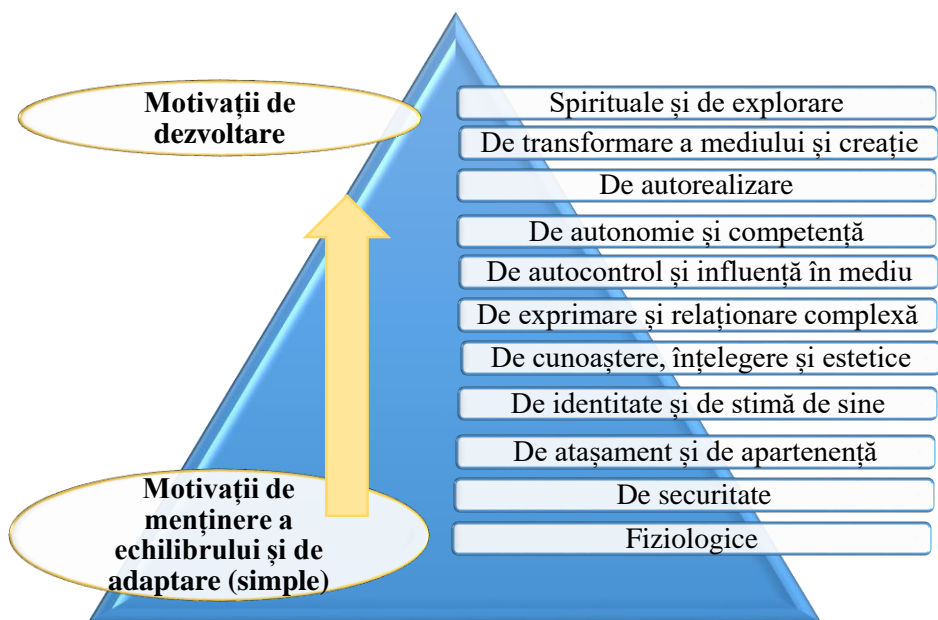 Motivații de
dezvoltare
Spirituale și de explorare
De transformare a mediului și creație
De autorealizare
De autonomie și competență
De autocontrol și influență în mediu
De exprimare și relaționare complexă
De cunoaștere, înțelegere și estetice
De identitate și de stimă de sine
De atașament și de apartenență
De securitate
Fiziologice
Motivații de
menținere a
echilibrului și de
adaptare (simple)